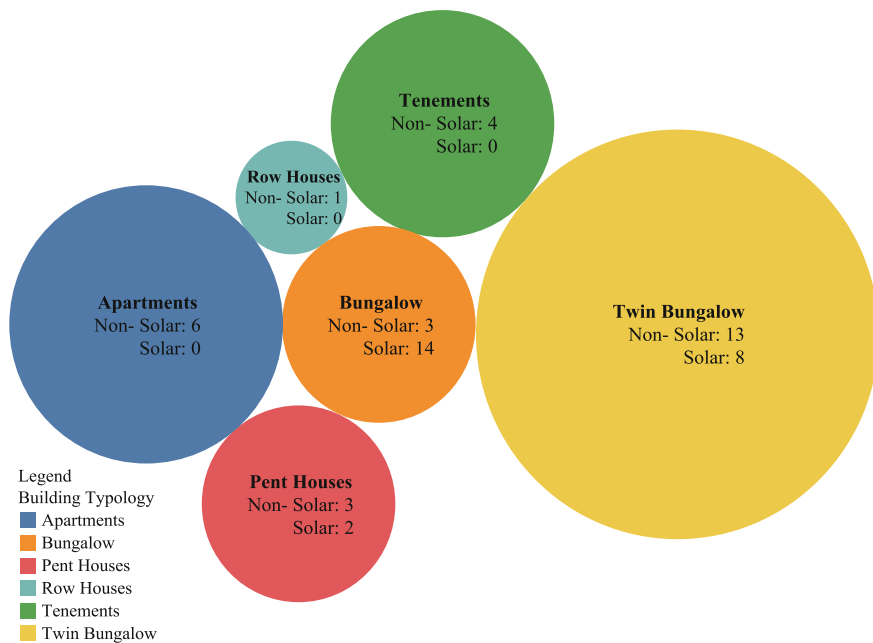 Tenements
Non- Solar: 4
Solar: 0
Row Houses
Non- Solar: 1
Solar: 0
Apartments
Non- Solar: 6
Solar: 0
Bungalow
Non- Solar: 3
Solar: 14
Twin Bungalow
Non- Solar: 13
Solar: 8
Pent Houses
Non- Solar: 3
Solar: 2
Legend
Building Typology
Apartments
Bungalow
Pent Houses
Row Houses
Tenements
Twin Bungalow